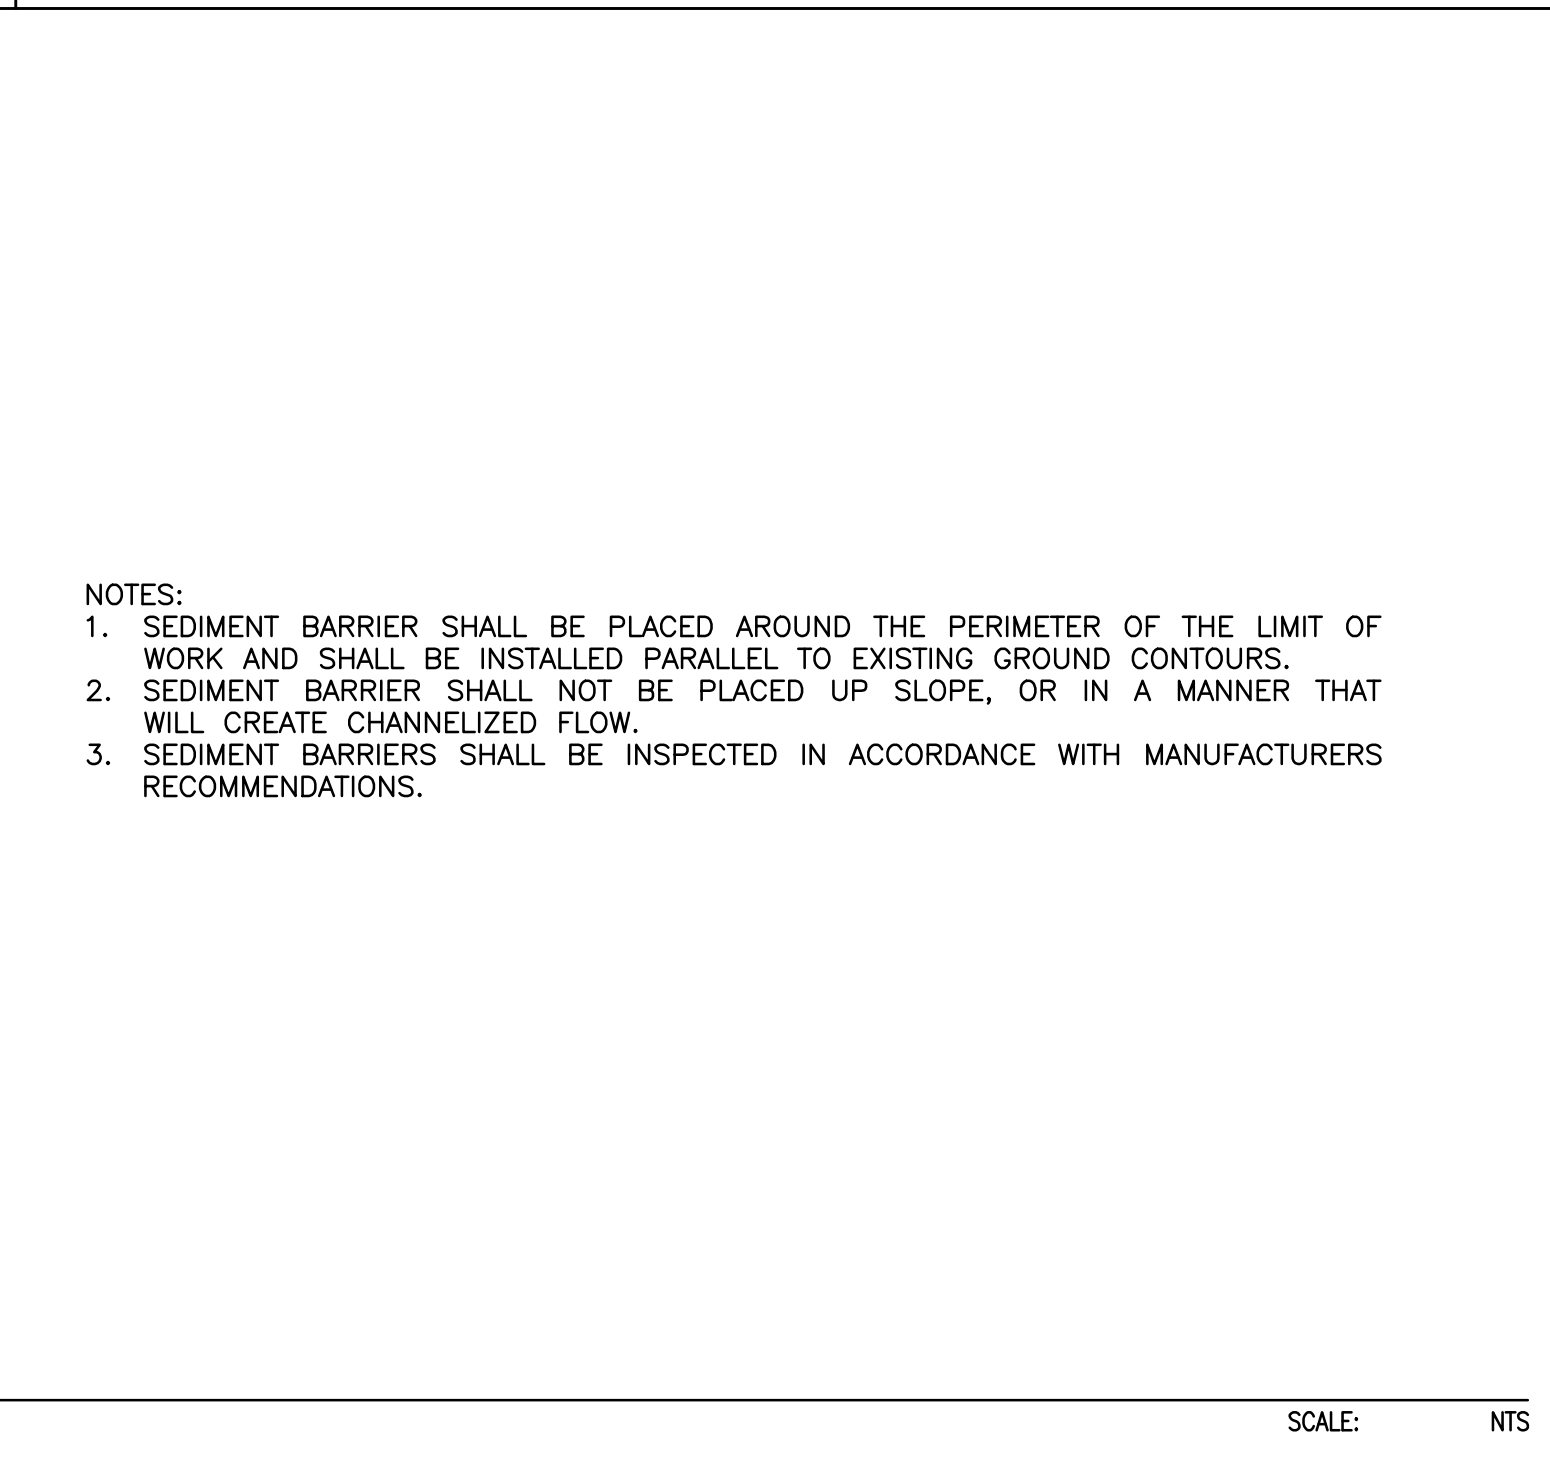 NOTES:
1. SEDIMENT BARRIER SHALL BE PLACED AROUND THE PERIMETER OF THE LIMIT OF
WORK AND SHALL BE INSTALLED PARALLEL TO EXISTING GROUND CONTOURS.
2. SEDIMENT BARRIER SHALL NOT BE PLACED UP SLOPE, OR IN A MANNER THAT
WILL CREATE CHANNELIZED FLOW.
3. SEDIMENT BARRIERS SHALL BE INSPECTED IN ACCORDANCE WITH MANUFACTURERS
RECOMMENDATIONS.
SCALE: NTS